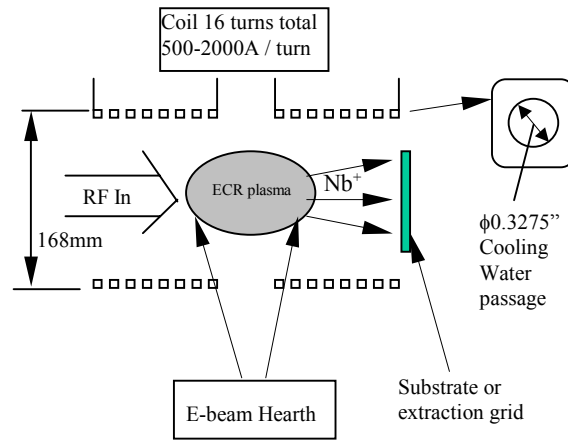 Coil 16 turns total
500-2000A / turn
ECR plasma
Nb+
RF In
168mm
ϕ0.3275”
Cooling
Water
passage
E-beam Hearth
Substrate or
extraction grid